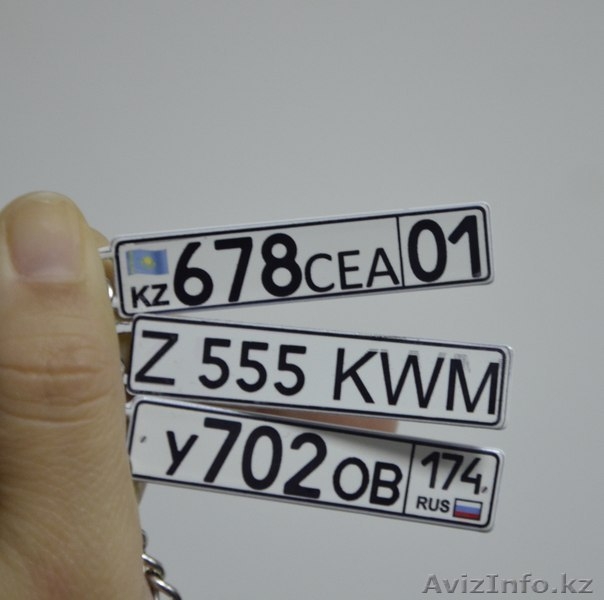 KZ 678CEA 01
Z 555 KWM
У702ОВ 174
RUS
AvizInfo.kz